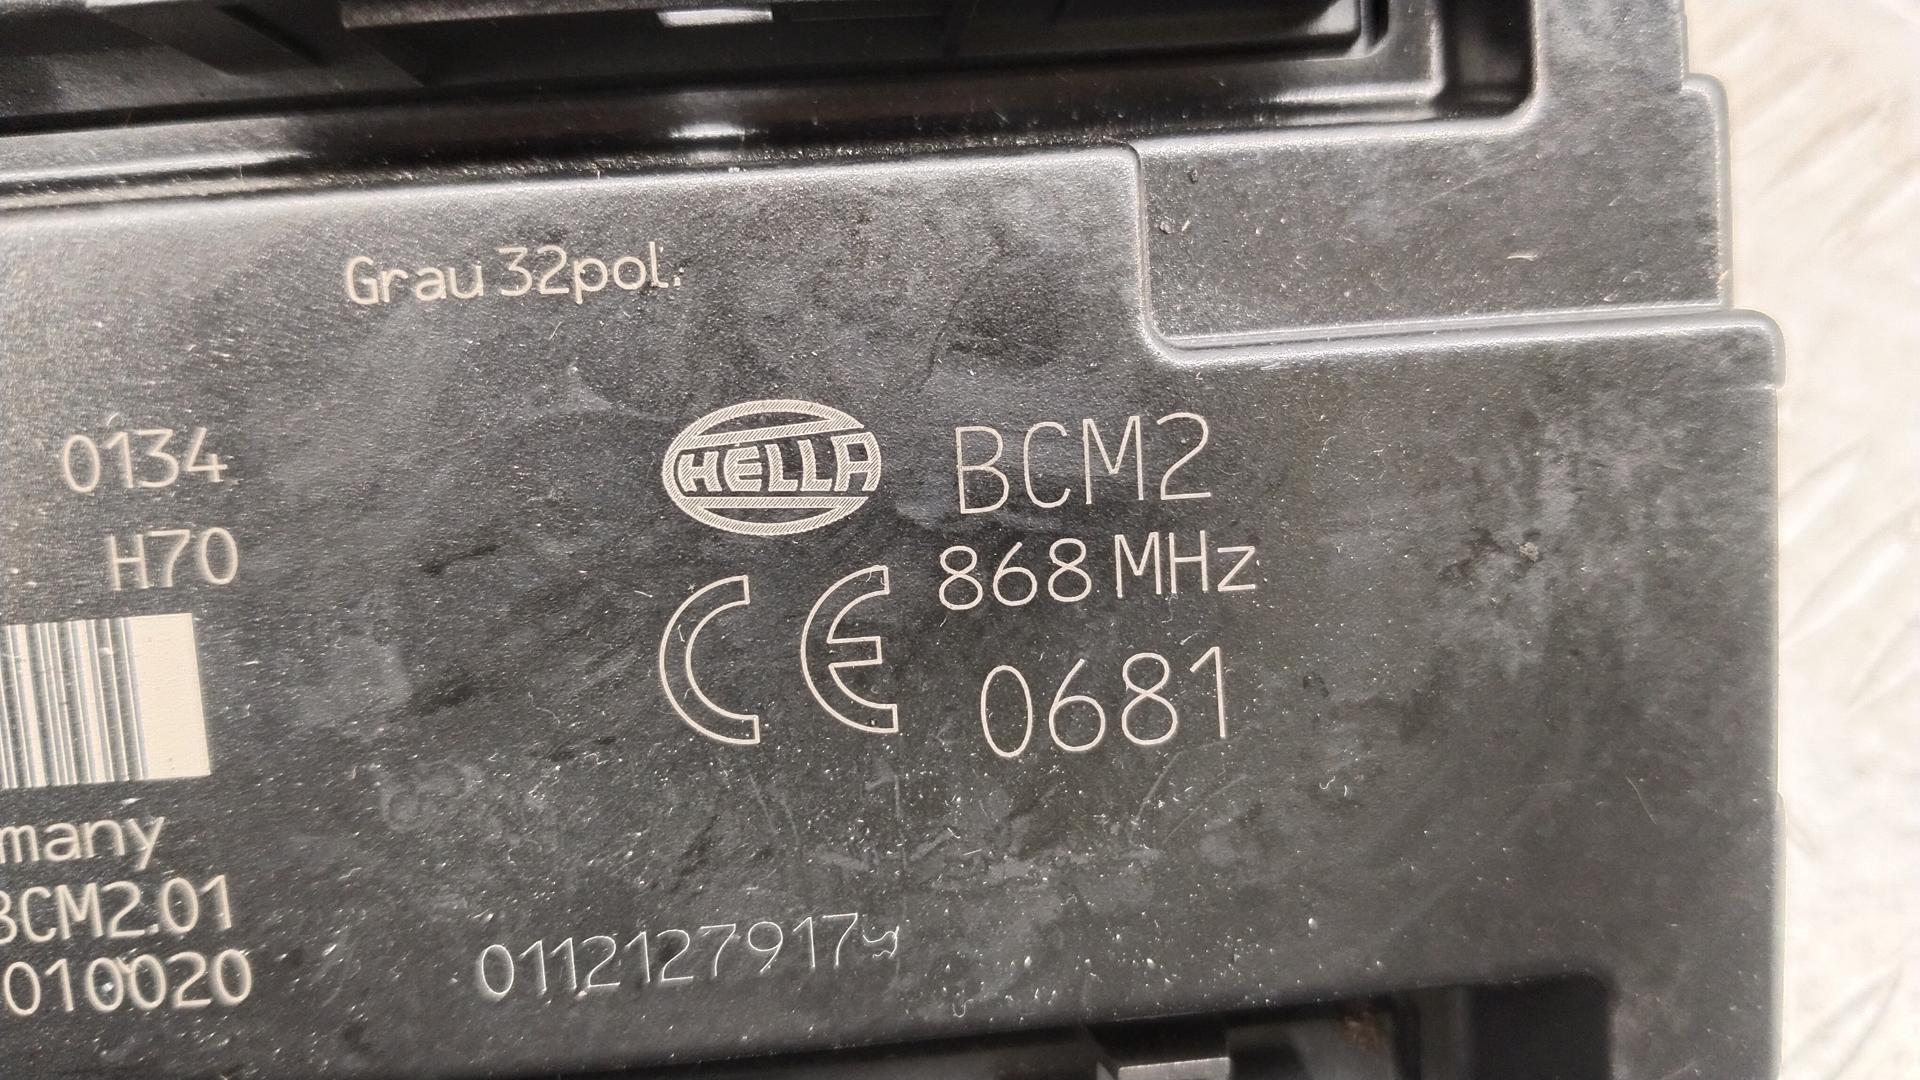 Grau 32pol.
0134
H70
HELLA
BCM2
868 MHz
CE
0681
many
BCM2.01
010020
0112127917